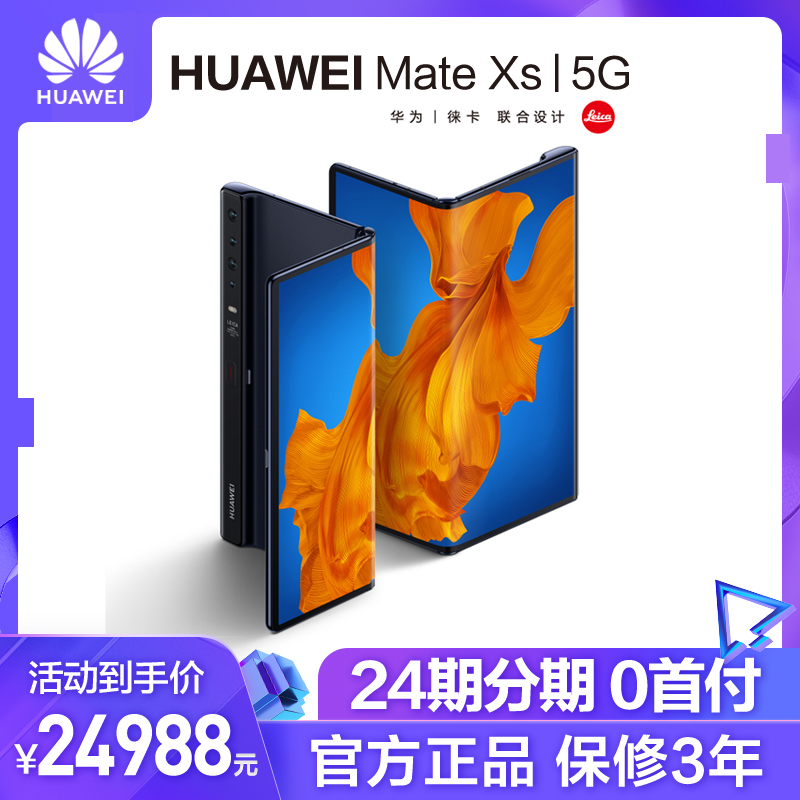 HUAWEI
HUAWEI Mate Xs | 5G
华为 | 徕卡 联合设计
Leica
LEICA
HUAWEI
活动到手价
¥24988元
24期分期 0首付
官方正品 保修3年